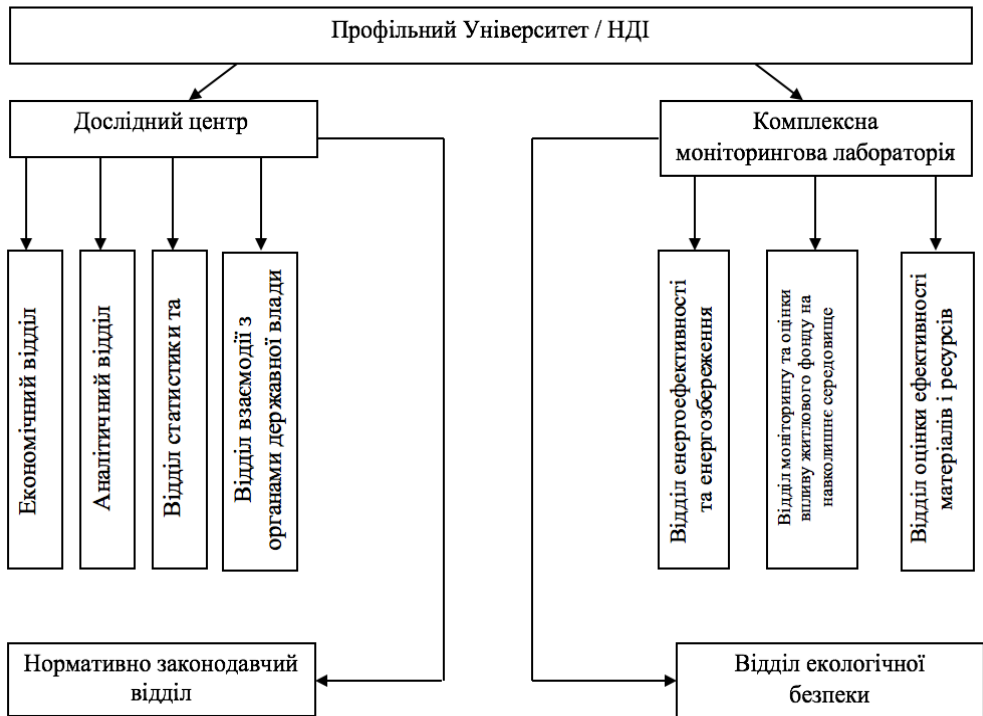 Профільний Університет / НДІ
Дослідний центр
Комплексна
моніторингова лабораторія
Економічний відділ
Аналітичний відділ
Відділ статистики та
Відділ взаємодії з
органами державної влади
Відділ енергоефективності
та енергозбереження
Відділ моніторингу та оцінки
впливу житлового фонду на
навколишнє середовище
Відділ оцінки ефективності
матеріалів і ресурсів
Нормативно законодавчий
відділ
Відділ екологічної
безпеки